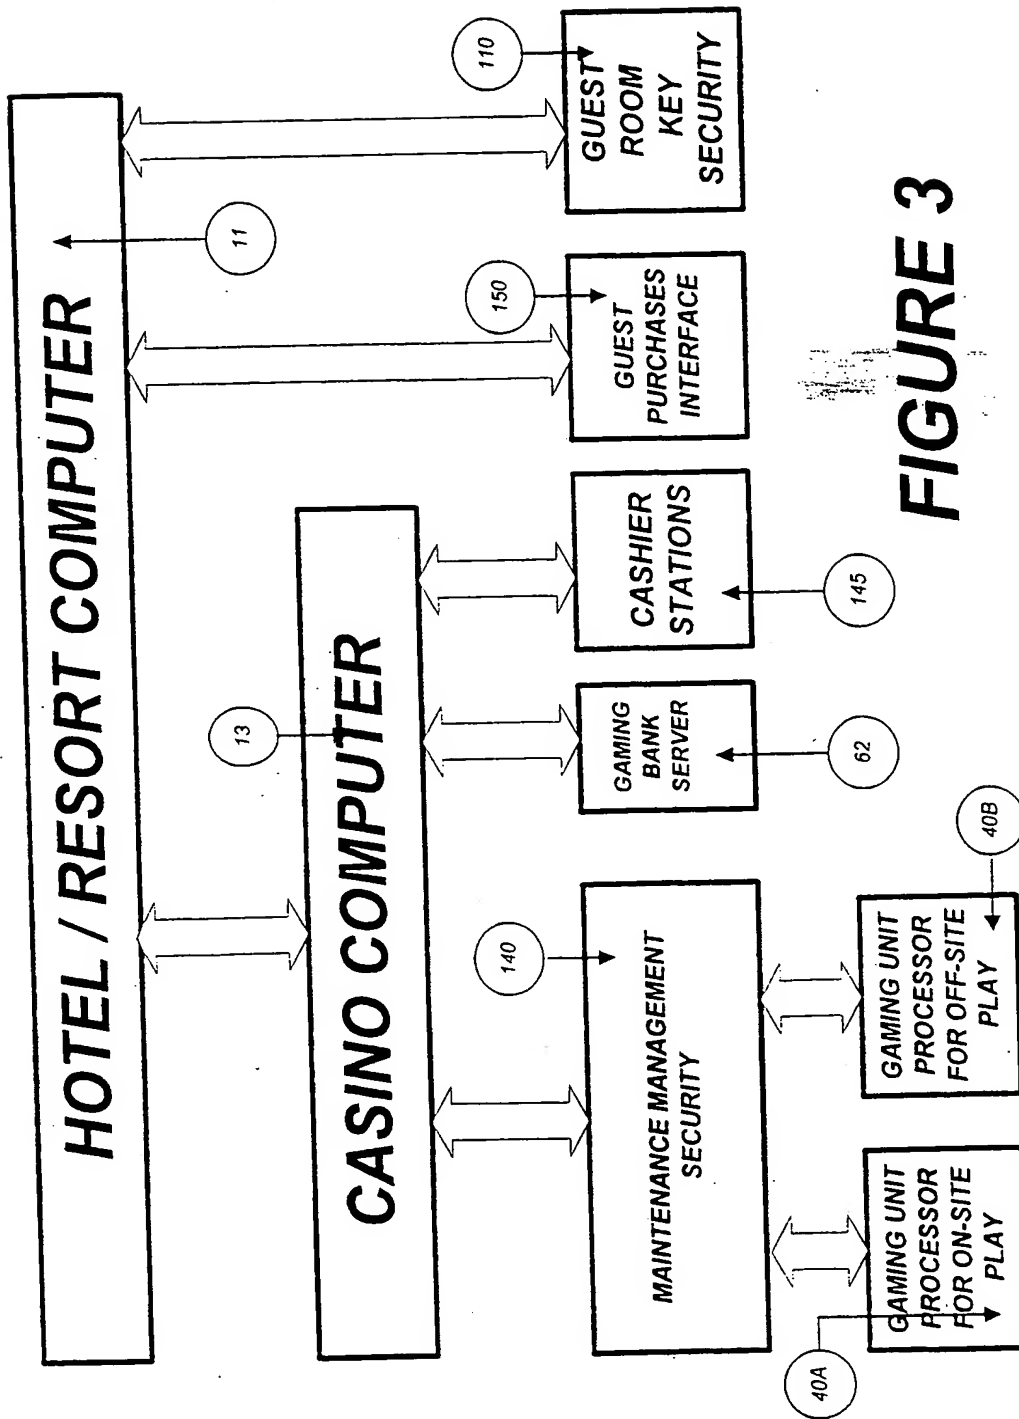 HOTEL / RESORT COMPUTER
11
13
CASINO COMPUTER
140
MAINTENANCE MANAGEMENT
SECURITY
GAMING
BANK
SERVER
62
CASHIER
STATIONS
145
150
GUEST
PURCHASES
INTERFACE
110
GUEST
ROOM
KEY
SECURITY
40A
GAMING UNIT
PROCESSOR
FOR ON-SITE
PLAY
GAMING UNIT
PROCESSOR
FOR OFF-SITE
PLAY
40B
FIGURE 3